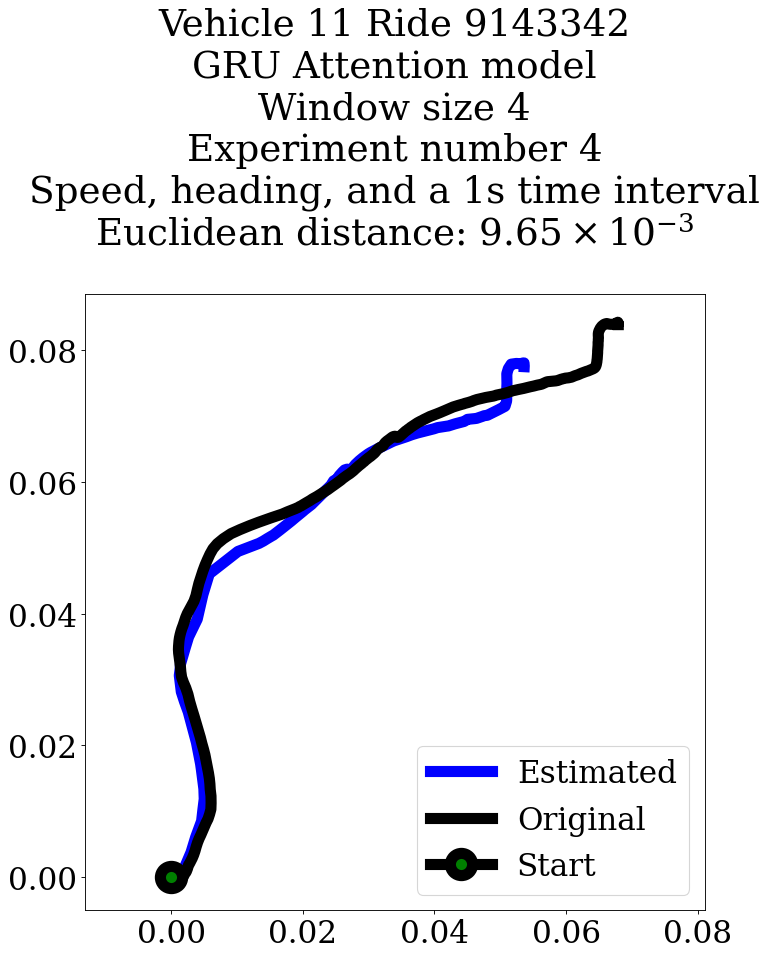 Vehicle 11 Ride 9143342
GRU Attention model
Window size 4
Experiment number 4
Speed, heading, and a 1s time interval
Euclidean distance: 9.65 × 10⁻³
0.08
0.06
0.04
0.02
0.00
Estimated
Original
Start
0.00 0.02 0.04 0.06 0.08